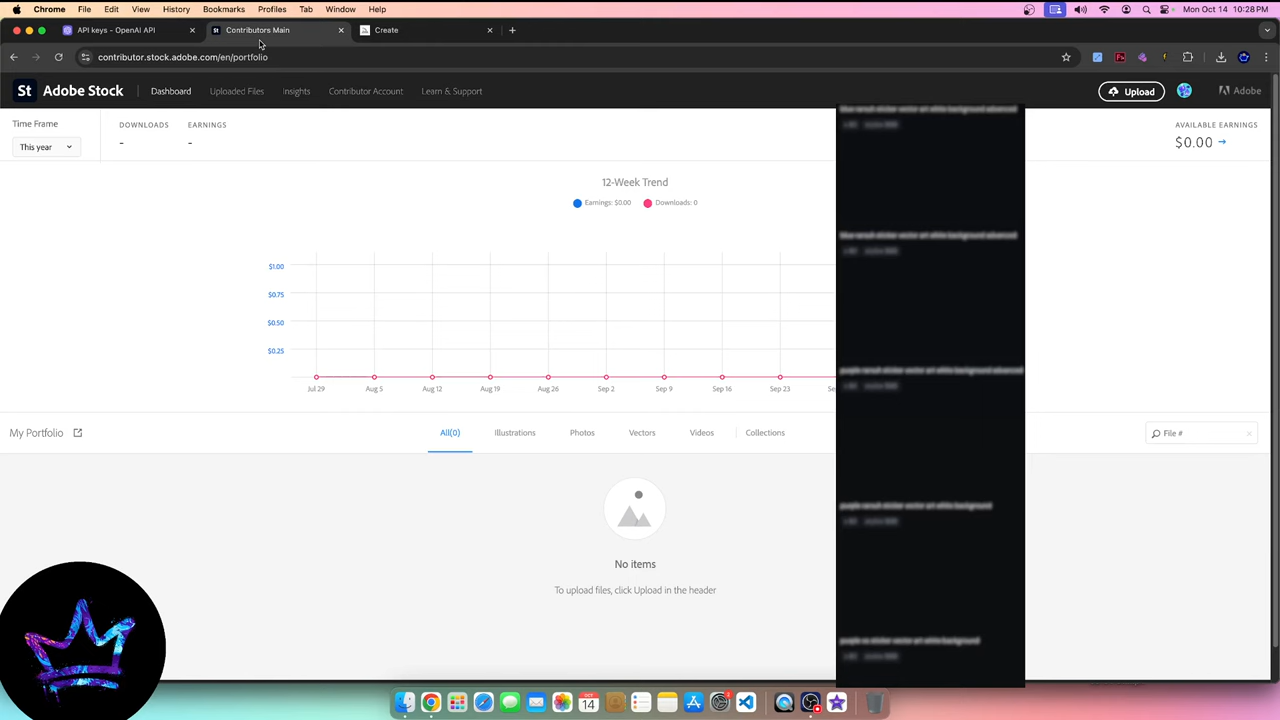 Chrome File Edit View History Bookmarks Profiles Tab Window Help Mon Oct 14 10:28 PM
API keys - OpenAI API Contributors Main Create
contributor.stock.adobe.com/en/portfolio
St Adobe Stock Dashboard Uploaded Files Insights Contributor Account Learn & Support Upload Adobe
Time Frame DOWNLOADS EARNINGS AVAILABLE EARNINGS
This year - - $0.00
12-Week Trend
Earnings: $0.00 Downloads: 0
$1.00
$0.75
$0.50
$0.25
Jul 29 Aug 5 Aug 12 Aug 19 Aug 26 Sep 2 Sep 9 Sep 16 Sep 23
My Portfolio All(0) Illustrations Photos Vectors Videos Collections File #
No items
To upload files, click Upload in the header
OCT
14